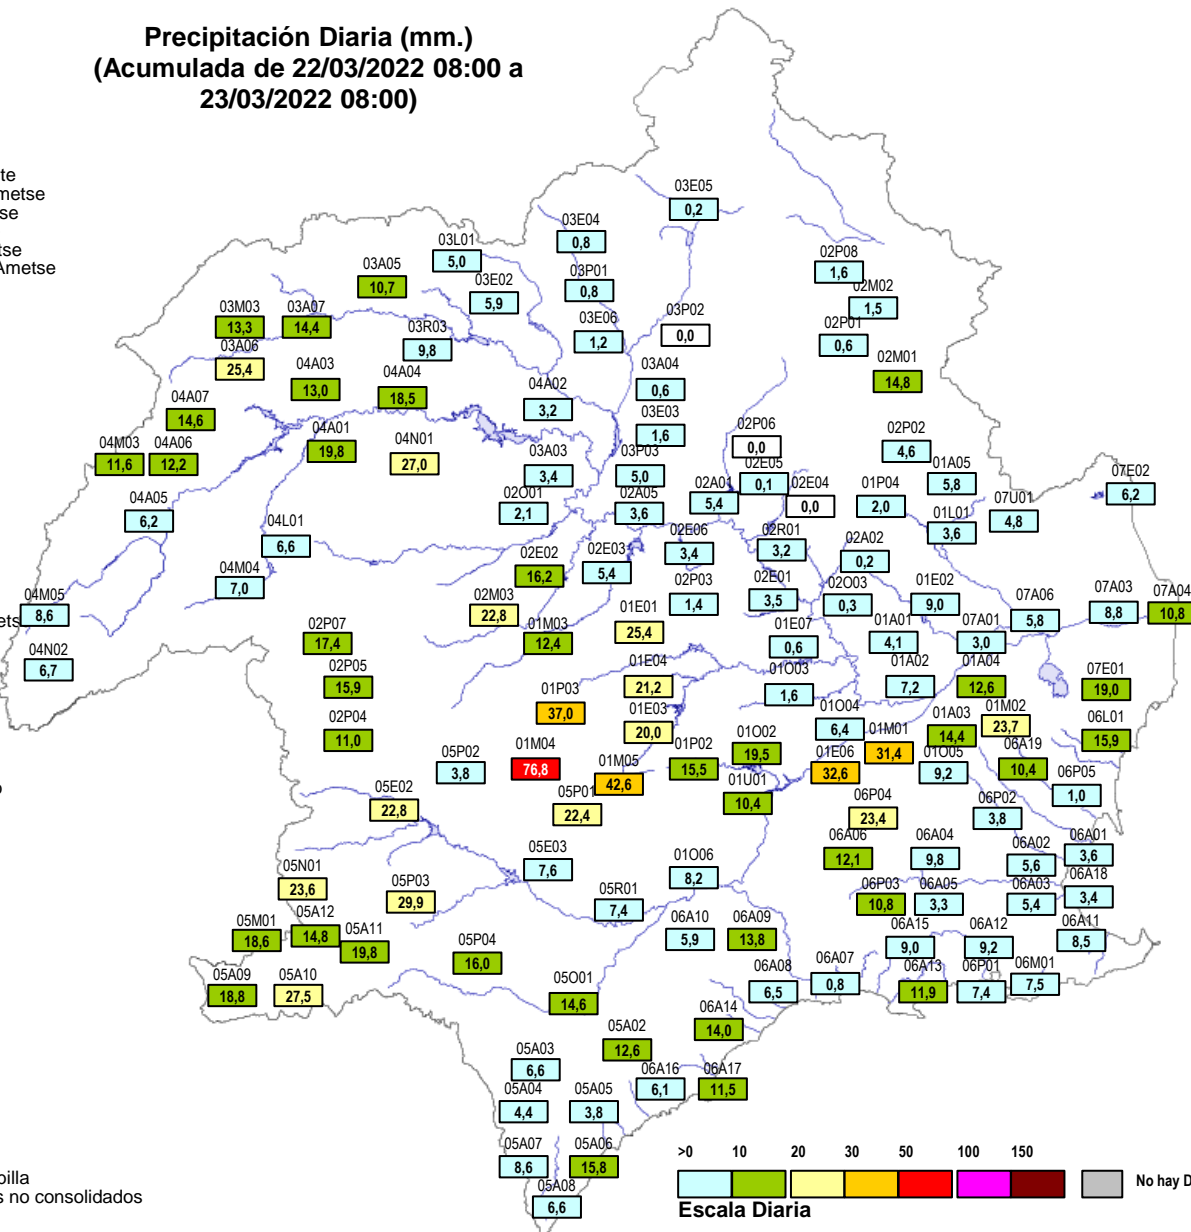 Precipitación Diaria (mm.)
(Acumulada de 22/03/2022 08:00 a
23/03/2022 08:00)
te
metse
se
tse
Ametse
03E05
0,2
03E04
0,8
03L01
5,0
02P08
1,6
03A05
10,7
03E02
5,9
03P01
0,8
02M02
1,5
03M03
13,3
03A07
14,4
03R03
9,8
03E06
1,2
03P02
0,0
02P01
0,6
03A06
25,4
04A03
13,0
04A04
18,5
04A02
3,2
03A04
0,6
02M01
14,8
04A07
14,6
03E03
1,6
04M03
11,6
04A06
12,2
04A01
19,8
04N01
27,0
03A03
3,4
03P03
5,0
02P06
0,0
02P02
4,6
02E05
0,1
01A05
5,8
07E02
6,2
04A05
6,2
02O01
2,1
02A05
3,6
02A01
5,4
02E04
0,0
01P04
2,0
07U01
4,8
04L01
6,6
02E06
3,4
02R01
3,2
01L01
3,6
04M04
7,0
02E02
16,2
02E03
5,4
02A02
0,2
04M05
8,6
ets
02M03
22,8
02P03
1,4
02E01
3,5
02O03
0,3
01E02
9,0
07A06
5,8
07A03
8,8
07A04
10,8
04N02
6,7
02P07
17,4
01M03
12,4
01E01
25,4
01E07
0,6
01A01
4,1
07A01
3,0
02P05
15,9
01E04
21,2
01O03
1,6
01A02
7,2
01A04
12,6
07E01
19,0
02P04
11,0
01P03
37,0
01E03
20,0
01O04
6,4
01M01
31,4
01A03
14,4
01M02
23,7
06L01
15,9
05P02
3,8
01M04
76,8
01M05
42,6
01P02
15,5
01O02
19,5
01E06
32,6
01O05
9,2
06A19
10,4
06P05
1,0
05E02
22,8
05P01
22,4
01U01
10,4
06P04
23,4
06P02
3,8
05E03
7,6
01O06
8,2
06A06
12,1
06A04
9,8
06A02
5,6
06A01
3,6
05N01
23,6
05P03
29,9
05R01
7,4
06P03
10,8
06A05
3,3
06A03
5,4
06A18
3,4
05M01
18,6
05A12
14,8
05A11
19,8
05P04
16,0
06A10
5,9
06A09
13,8
06A15
9,0
06A12
9,2
06A11
8,5
05A09
18,8
05A10
27,5
05O01
14,6
06A08
6,5
06A07
0,8
06A13
11,9
06P01
7,4
06M01
7,5
06A14
14,0
05A02
12,6
05A03
6,6
06A16
6,1
06A17
11,5
05A04
4,4
05A05
3,8
05A07
8,6
05A06
15,8
05A08
6,6
>0 10 20 30 50 100 150
No hay D
Escala Diaria
oilla
s no consolidados